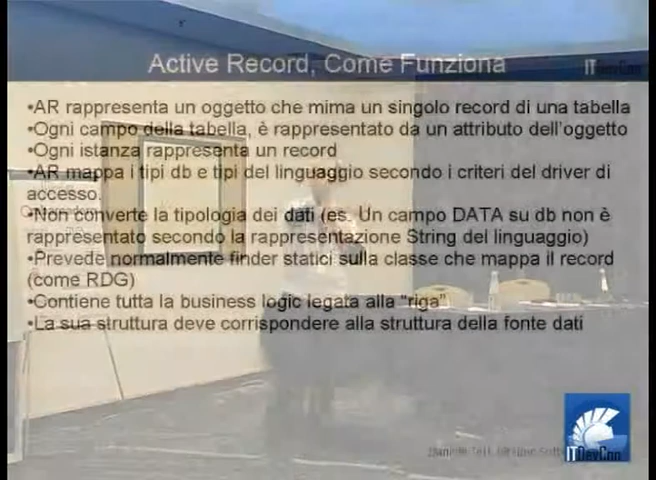 Active Record, Come Funziona
•AR rappresenta un oggetto che mima un singolo record di una tabella
•Ogni campo della tabella, è rappresentato da un attributo dell'oggetto
•Ogni istanza rappresenta un record
•AR mappa i tipi db e tipi del linguaggio secondo i criteri del driver di
accesso.
•Non converte la tipologia dei dati (es. Un campo DATA su db non è
rappresentato secondo la rappresentazione String del linguaggio)
•Prevede normalmente finder statici sulla classe che mappa il record
(come RDG)
•Contiene tutta la business logic legata alla "riga"
•La sua struttura deve corrispondere alla struttura della fonte dati
ITDevCon